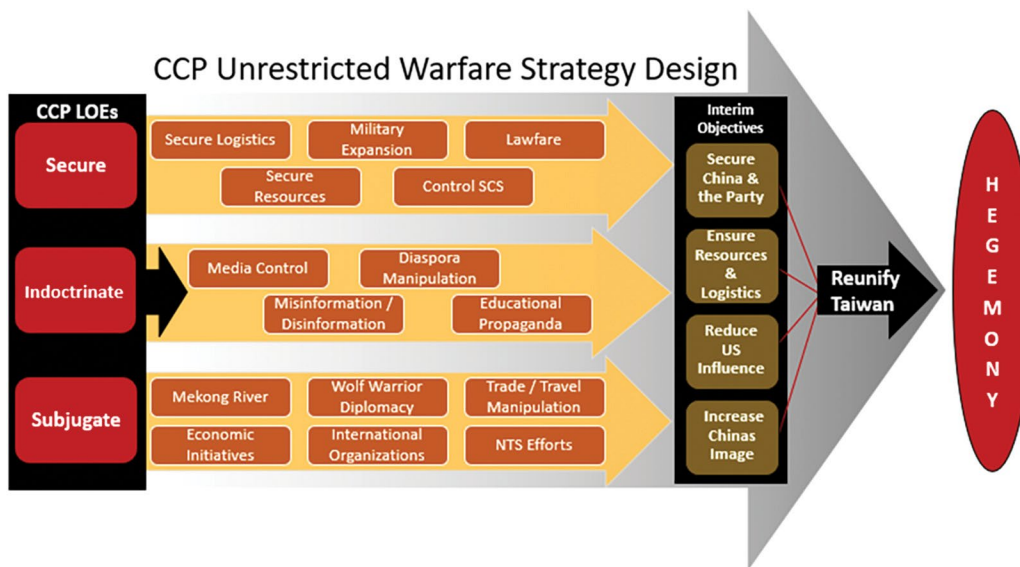 CCP Unrestricted Warfare Strategy Design
CCP LOEs
Secure
Secure Logistics
Military
Expansion
Lawfare
Secure
Resources
Control SCS
Indoctrinate
Media Control
Diaspora
Manipulation
Misinformation /
Disinformation
Educational
Propaganda
Subjugate
Mekong River
Wolf Warrior
Diplomacy
Trade / Travel
Manipulation
Economic
Initiatives
International
Organizations
NTS Efforts
Interim
Objectives
Secure
China &
the Party
Ensure
Resources
&
Logistics
Reduce
US
Influence
Increase
Chinas
Image
Reunify
Taiwan
HEGEMONY